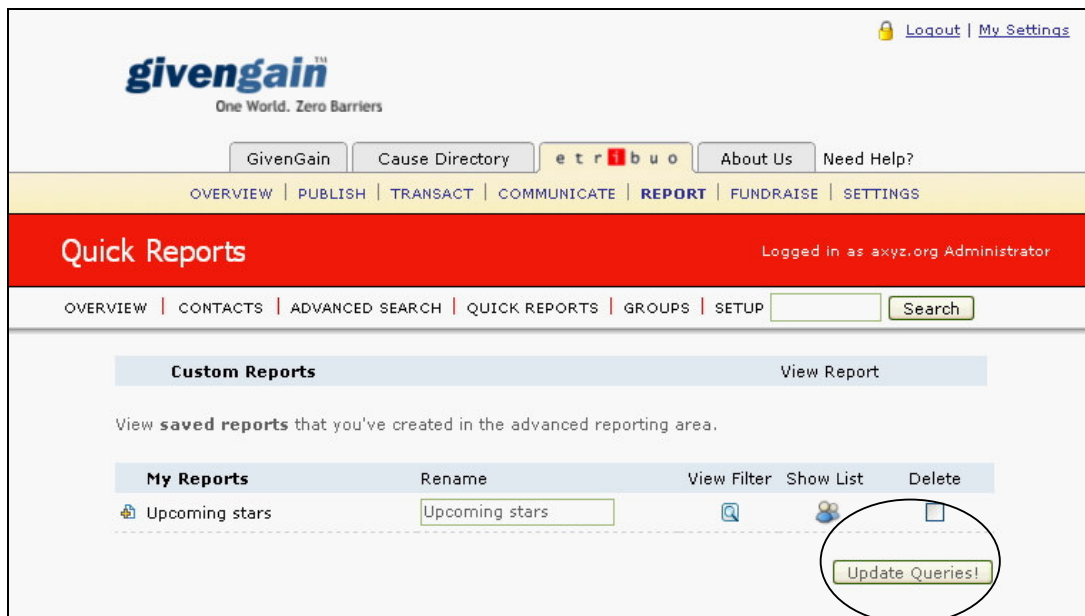 Logout | My Settings
givengain™
One World. Zero Barriers
GivenGain Cause Directory etribuo About Us Need Help?
OVERVIEW | PUBLISH | TRANSACT | COMMUNICATE | REPORT | FUNDRAISE | SETTINGS
Quick Reports Logged in as axyz.org Administrator
OVERVIEW | CONTACTS | ADVANCED SEARCH | QUICK REPORTS | GROUPS | SETUP Search
Custom Reports View Report
View saved reports that you've created in the advanced reporting area.
My Reports Rename View Filter Show List Delete
Upcoming stars Upcoming stars
Update Queries!